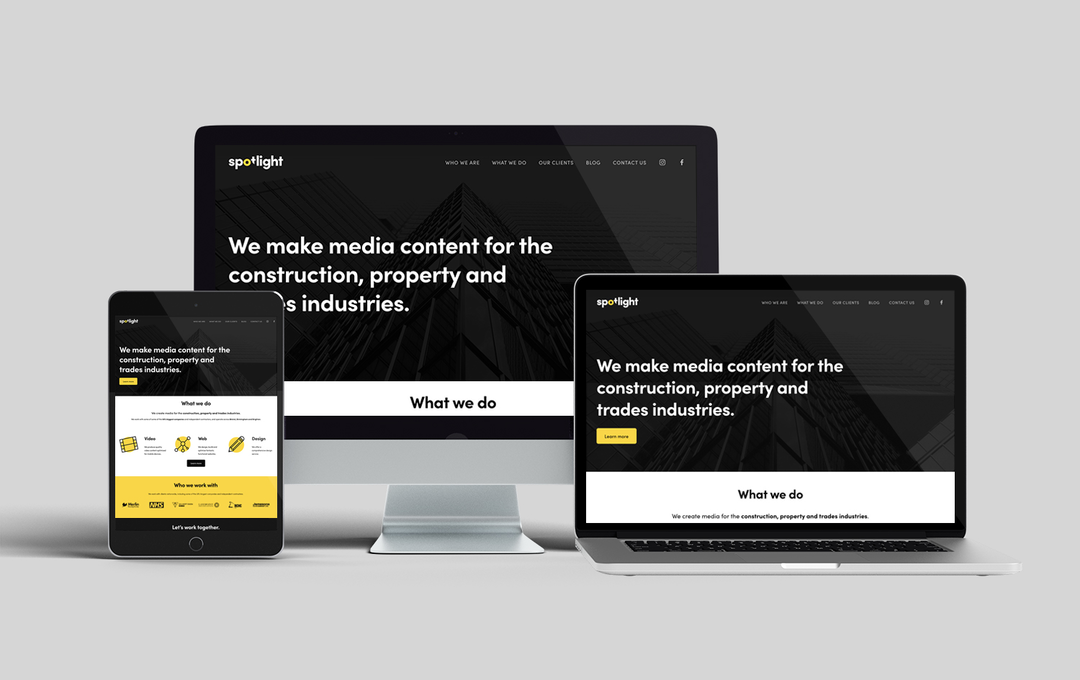 spotlight
WHO WE ARE WHAT WE DO OUR CLIENTS BLOG CONTACT US
We make media content for the
construction, property and
industries.
What we do
spotlight
We make media content for the
construction, property and
trades industries.
What we do
We create media for the construction, property and trades industries.
Video Web Design
Who we work with
NHS
Let's work together.
spotlight
WHO WE ARE WHAT WE DO OUR CLIENTS BLOG CONTACT US
We make media content for the
construction, property and
trades industries.
Learn more
What we do
We create media for the construction, property and trades industries.